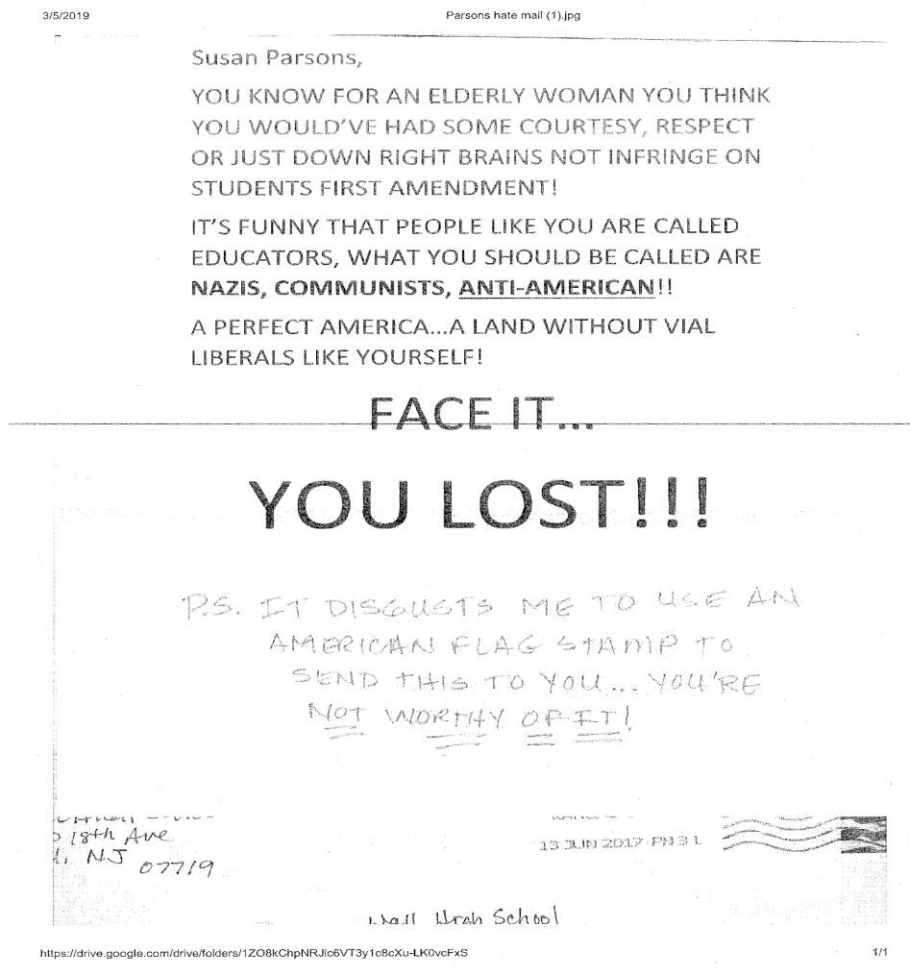 3/5/2019 Parsons hate mail (1).jpg
Susan Parsons,
YOU KNOW FOR AN ELDERLY WOMAN YOU THINK
YOU WOULD'VE HAD SOME COURTESY, RESPECT
OR JUST DOWN RIGHT BRAINS NOT INFRINGE ON
STUDENTS FIRST AMENDMENT!
IT'S FUNNY THAT PEOPLE LIKE YOU ARE CALLED
EDUCATORS, WHAT YOU SHOULD BE CALLED ARE
NAZIS, COMMUNISTS, ANTI-AMERICAN!!
A PERFECT AMERICA...A LAND WITHOUT VIAL
LIBERALS LIKE YOURSELF!
FACE IT...
YOU LOST!!!
P.S. IT DISGUSTS ME TO USE AN
AMERICAN FLAG STAMP TO
SEND THIS TO YOU... YOU'RE
NOT WORTHY OF IT!
18th Ave
NJ
07719
13 JUN 2017 PM 3 L
School
https://drive.google.com/drive/folders/1ZO8kChpNRJlc6VT3y1c8cXu-LK0vcFxS 1/1